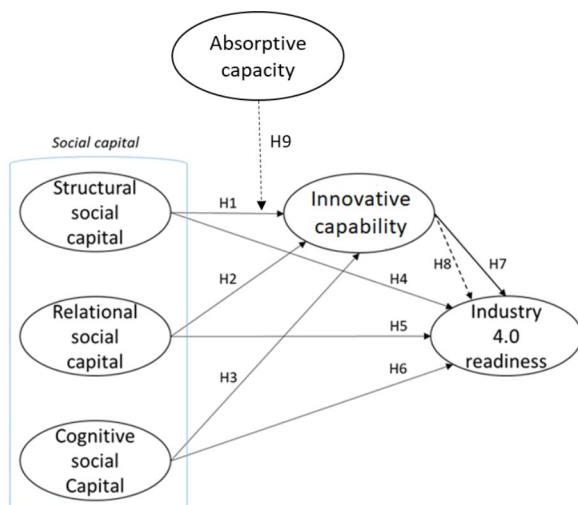 Absorptive
capacity
Social capital
H9
Structural
social
capital
H1
Innovative
capability
H2
H4
H8
H7
Relational
social
capital
H5
Industry
4.0
readiness
H3
H6
Cognitive
social
Capital